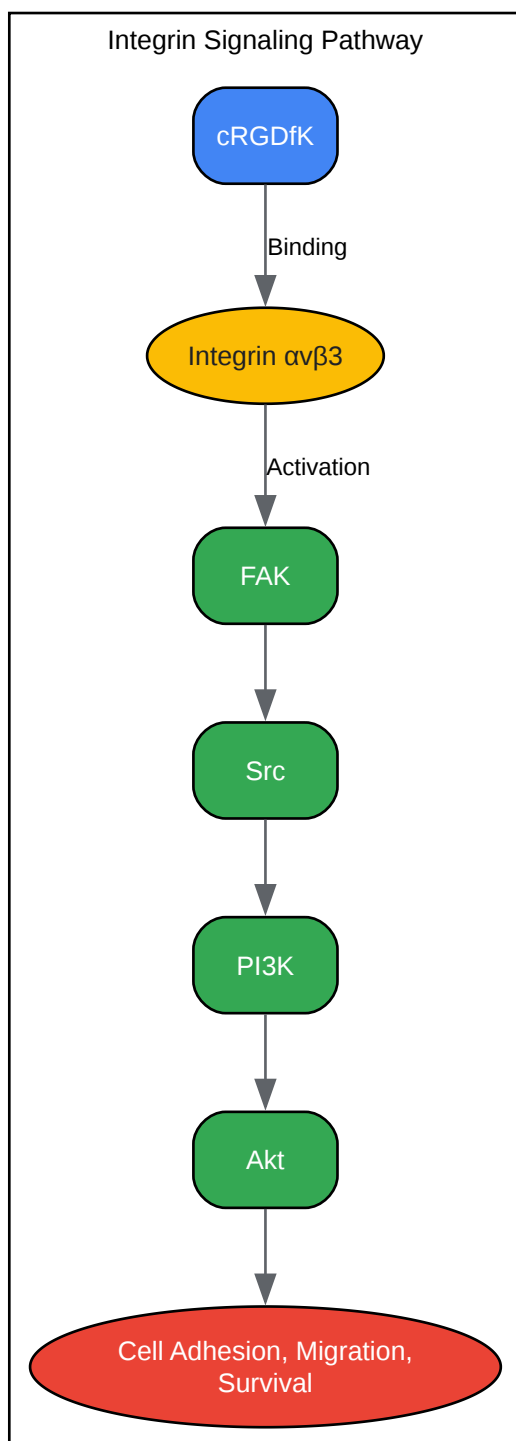 Integrin Signaling Pathway
cRGDfK
Binding
Integrin αvβ3
Activation
FAK
Src
PI3K
Akt
Cell Adhesion, Migration,
Survival